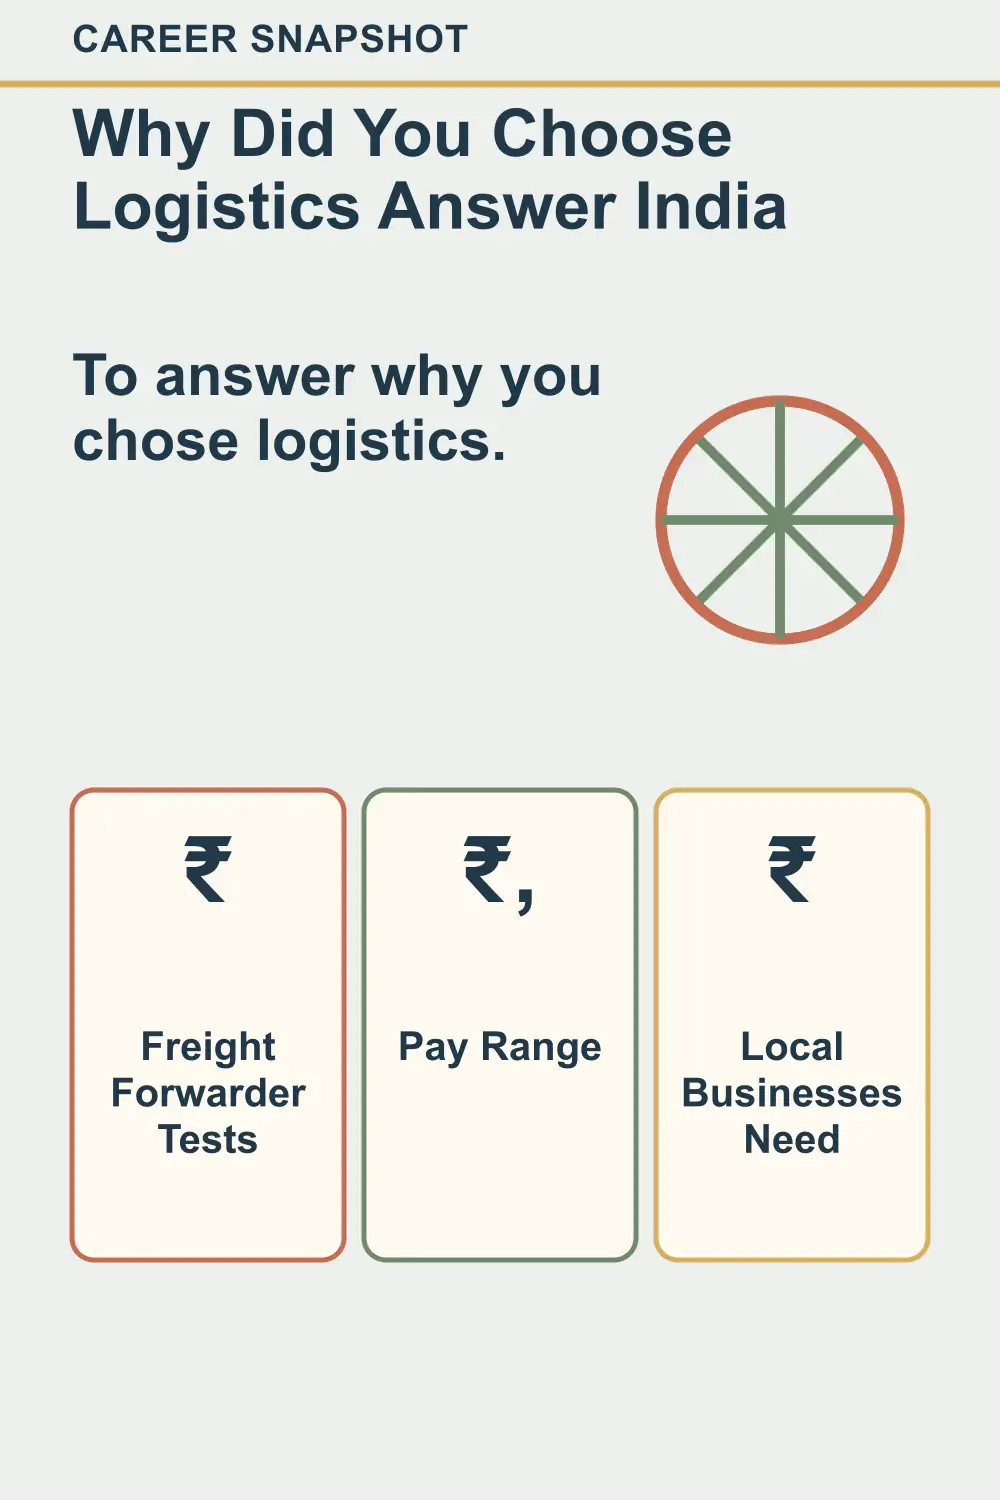 CAREER SNAPSHOT
Why Did You Choose
Logistics Answer India
To answer why you
chose logistics.
₹
Freight
Forwarder
Tests
₹,
Pay Range
₹
Local
Businesses
Need